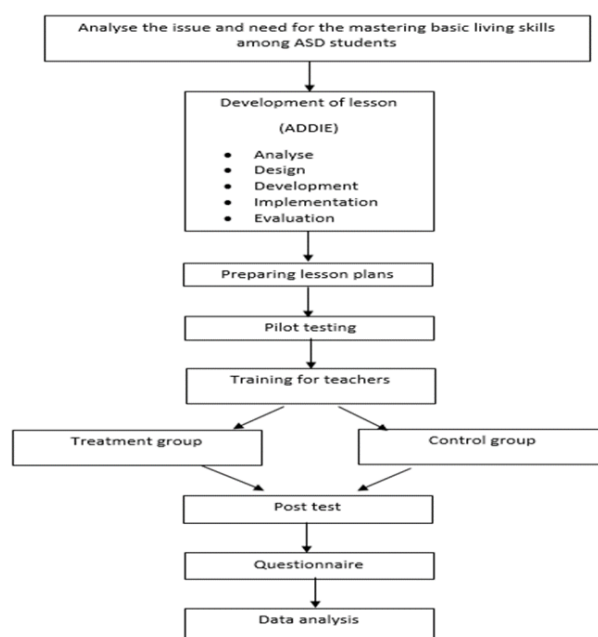 Analyse the issue and need for the mastering basic living skills
among ASD students
Development of lesson
(ADDIE)
● Analyse
● Design
● Development
● Implementation
● Evaluation
Preparing lesson plans
Pilot testing
Training for teachers
Treatment group
Control group
Post test
Questionnaire
Data analysis